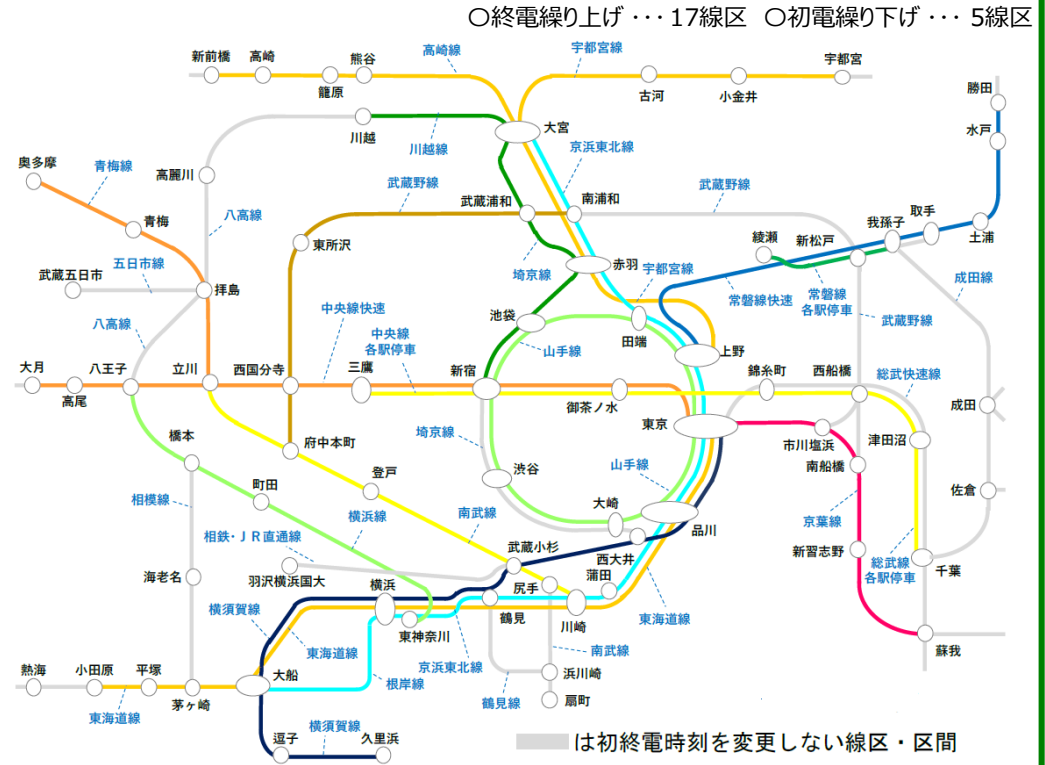 〇終電繰り上げ ・・・ 17線区 〇初電繰り下げ ・・・ 5線区
新前橋 高崎 熊谷 高崎線 宇都宮線 宇都宮
籠原 古河 小金井 勝田
川越 川越線 大宮 京浜東北線 水戸
奥多摩 青梅線 高麗川 武蔵野線 武蔵浦和 南浦和 武蔵野線 取手
青梅 八高線 東所沢 綾瀬 新松戸 我孫子 土浦
武蔵五日市 五日市線 拝島 埼京線 赤羽 宇都宮線 常磐線快速 常磐線
各駅停車 成田線
八高線 中央線快速 池袋 武蔵野線
中央線
各駅停車 山手線 田端 上野
大月 八王子 立川 西国分寺 三鷹 新宿 錦糸町 西船橋 総武快速線
高尾 御茶ノ水 成田
橋本 府中本町 埼京線 東京 市川塩浜 津田沼
町田 登戸 渋谷 山手線 南船橋
相模線 横浜線 南武線 大崎 佐倉
相鉄・ＪＲ直通線 品川 京葉線
武蔵小杉 西大井 新習志野
海老名 羽沢横浜国大 横浜 尻手 蒲田 総武線
各駅停車 千葉
横須賀線 東神奈川 鶴見 川崎 東海道線
東海道線 京浜東北線 南武線 蘇我
熱海 小田原 平塚 大船 根岸線 浜川崎
東海道線 茅ヶ崎 鶴見線 扇町
横須賀線
逗子 久里浜 は初終電時刻を変更しない線区・区間